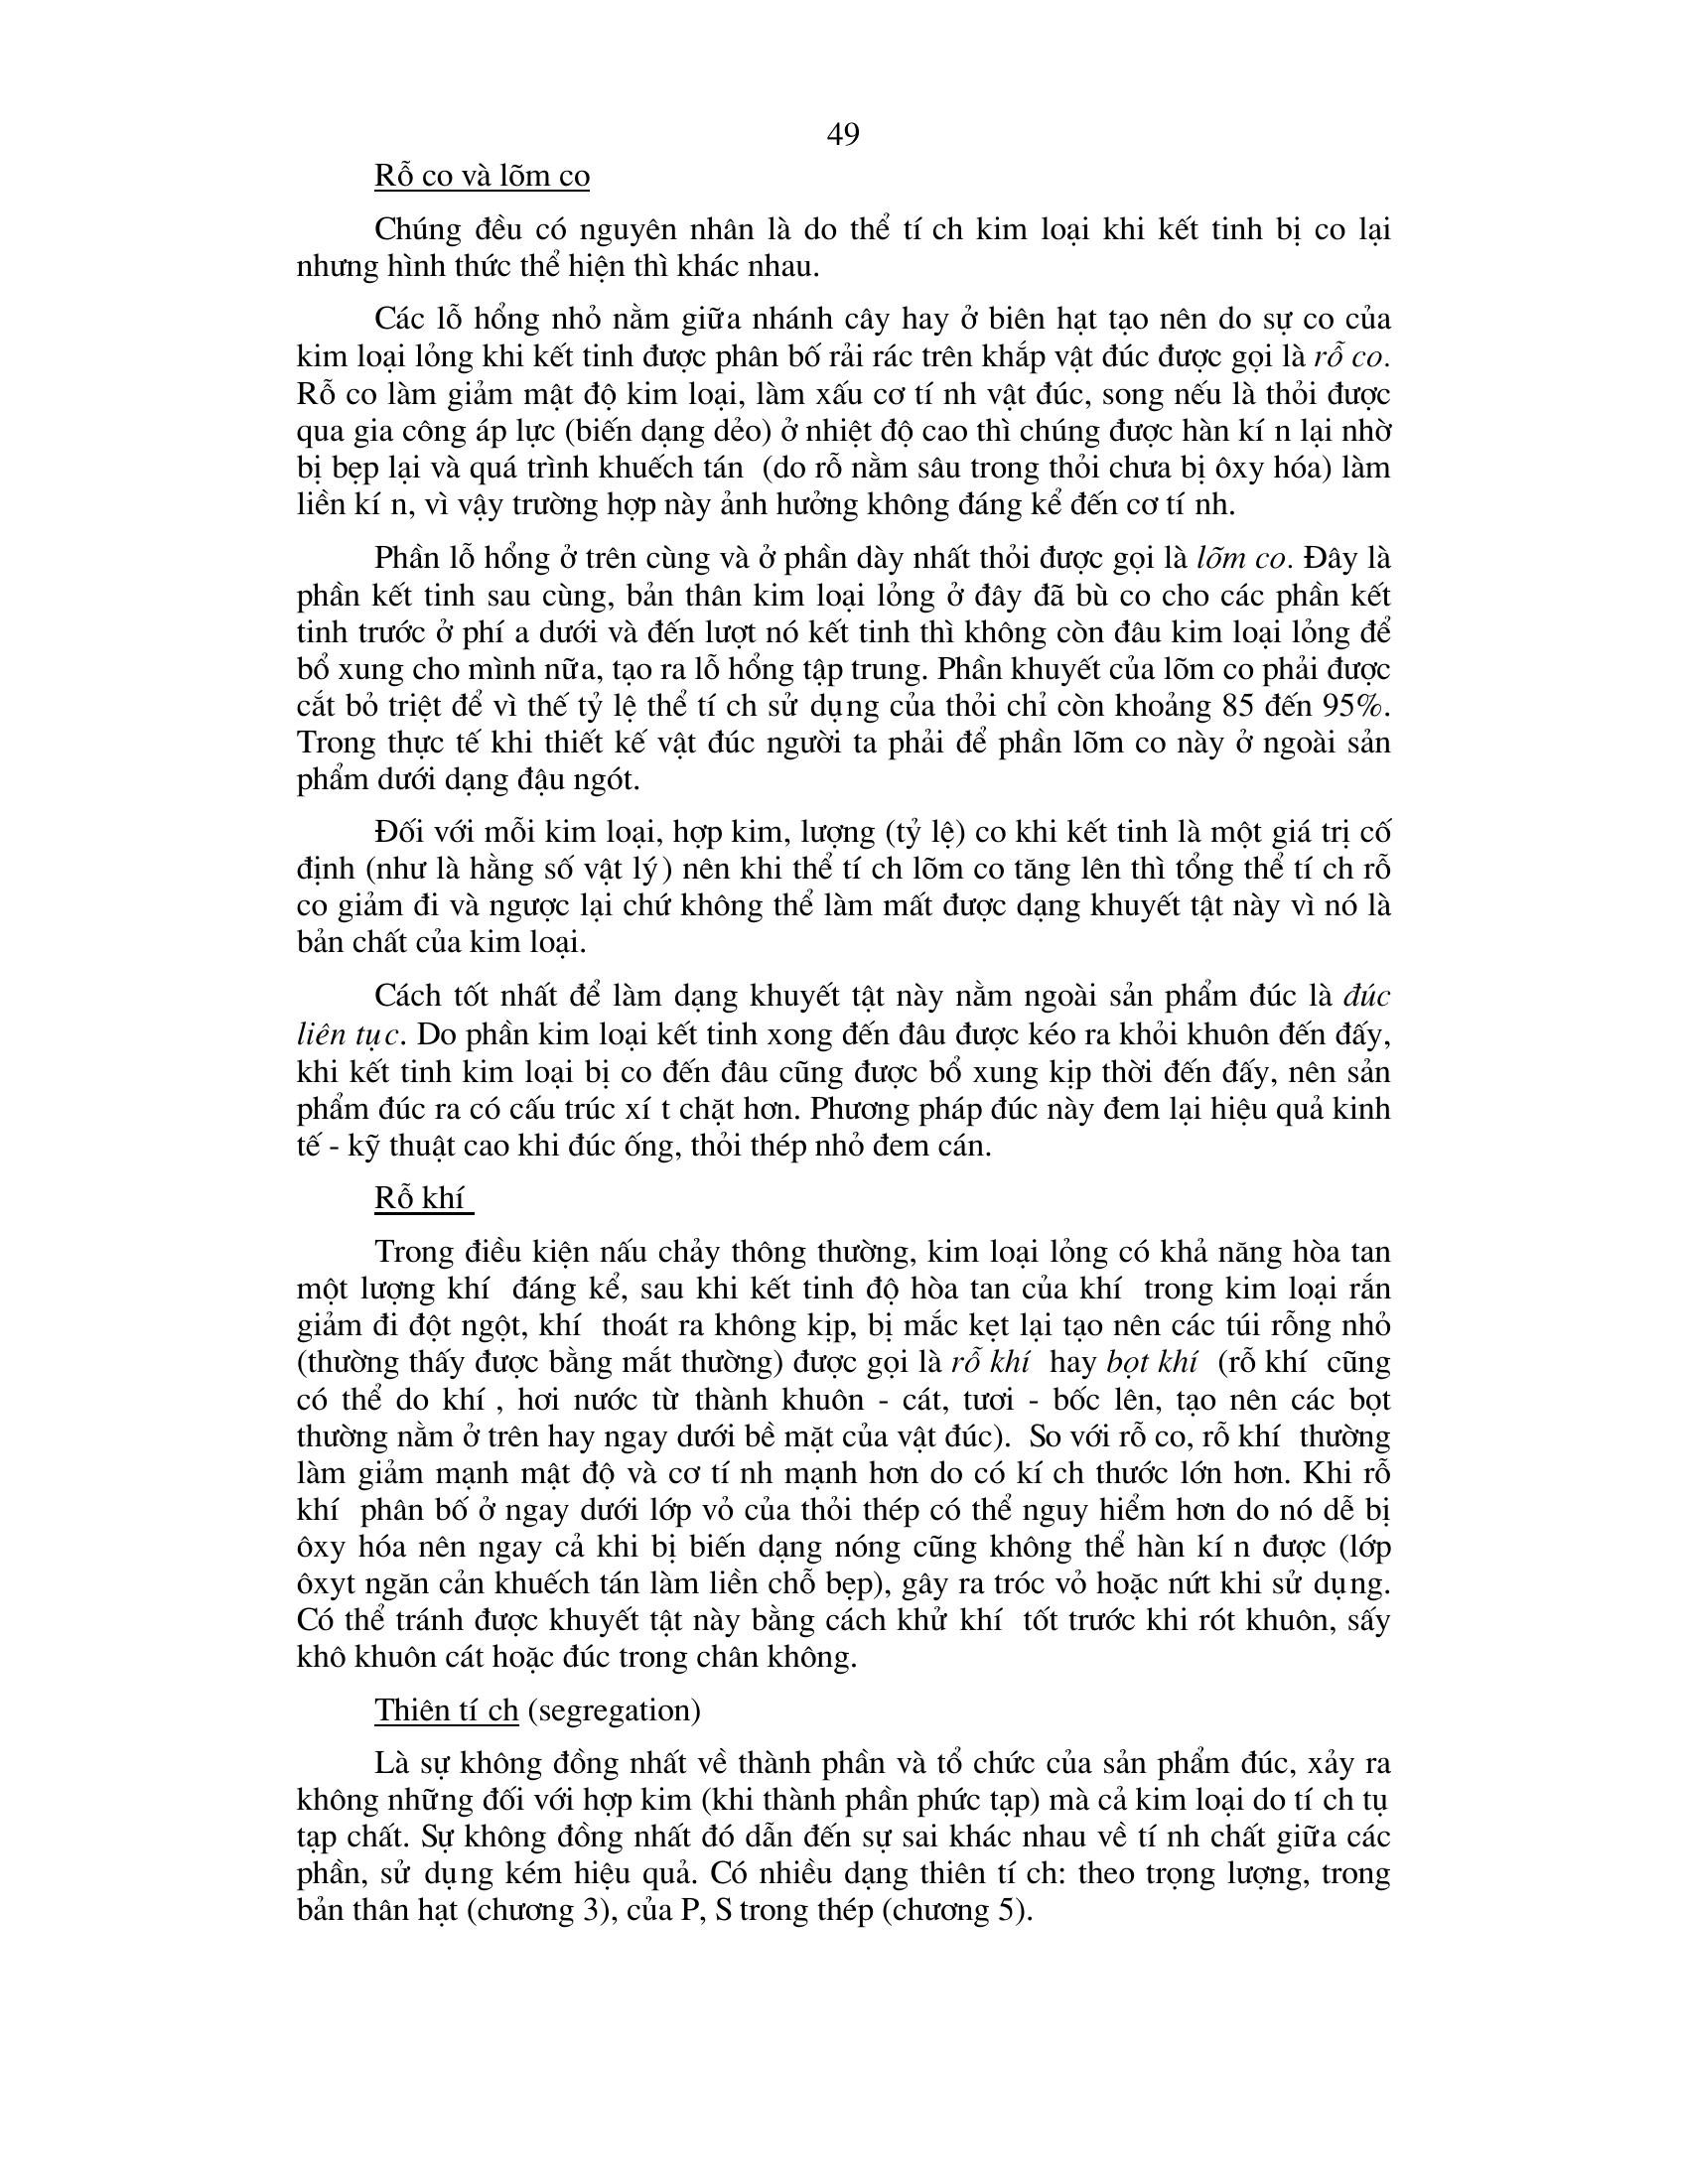 49
Rỗ co và lõm co
Chúng đều có nguyên nhân là do thể tích kim loại khi kết tinh bị co lại
nhưng hình thức thể hiện thì khác nhau.
Các lỗ hổng nhỏ nằm giữa nhánh cây hay ở biên hạt tạo nên do sự co của
kim loại lỏng khi kết tinh được phân bố rải rác trên khắp vật đúc được gọi là rỗ co.
Rỗ co làm giảm mật độ kim loại, làm xấu cơ tính vật đúc, song nếu là thỏi được
qua gia công áp lực (biến dạng dẻo) ở nhiệt độ cao thì chúng được hàn kín lại nhờ
bị bẹp lại và quá trình khuếch tán (do rỗ nằm sâu trong thỏi chưa bị ôxy hóa) làm
liền kín, vì vậy trường hợp này ảnh hưởng không đáng kể đến cơ tính.
Phần lỗ hổng ở trên cùng và ở phần dày nhất thỏi được gọi là lõm co. Đây là
phần kết tinh sau cùng, bản thân kim loại lỏng ở đây đã bù co cho các phần kết
tinh trước ở phía dưới và đến lượt nó kết tinh thì không còn đâu kim loại lỏng để
bổ xung cho mình nữa, tạo ra lỗ hổng tập trung. Phần khuyết của lõm co phải được
cắt bỏ triệt để vì thế tỷ lệ thể tích sử dụng của thỏi chỉ còn khoảng 85 đến 95%.
Trong thực tế khi thiết kế vật đúc người ta phải để phần lõm co này ở ngoài sản
phẩm dưới dạng đậu ngót.
Đối với mỗi kim loại, hợp kim, lượng (tỷ lệ) co khi kết tinh là một giá trị cố
định (như là hằng số vật lý) nên khi thể tích lõm co tăng lên thì tổng thể tích rỗ
co giảm đi và ngược lại chứ không thể làm mất được dạng khuyết tật này vì nó là
bản chất của kim loại.
Cách tốt nhất để làm dạng khuyết tật này nằm ngoài sản phẩm đúc là đúc
liên tục. Do phần kim loại kết tinh xong đến đâu được kéo ra khỏi khuôn đến đấy,
khi kết tinh kim loại bị co đến đâu cũng được bổ xung kịp thời đến đấy, nên sản
phẩm đúc ra có cấu trúc xít chặt hơn. Phương pháp đúc này đem lại hiệu quả kinh
tế - kỹ thuật cao khi đúc ống, thỏi thép nhỏ đem cán.
Rỗ khí
Trong điều kiện nấu chảy thông thường, kim loại lỏng có khả năng hòa tan
một lượng khí đáng kể, sau khi kết tinh độ hòa tan của khí trong kim loại rắn
giảm đi đột ngột, khí thoát ra không kịp, bị mắc kẹt lại tạo nên các túi rỗng nhỏ
(thường thấy được bằng mắt thường) được gọi là rỗ khí hay bọt khí (rỗ khí cũng
có thể do khí, hơi nước từ thành khuôn - cát, tươi - bốc lên, tạo nên các bọt
thường nằm ở trên hay ngay dưới bề mặt của vật đúc). So với rỗ co, rỗ khí thường
làm giảm mạnh mật độ và cơ tính mạnh hơn do có kích thước lớn hơn. Khi rỗ
khí phân bố ở ngay dưới lớp vỏ của thỏi thép có thể nguy hiểm hơn do nó dễ bị
ôxy hóa nên ngay cả khi bị biến dạng nóng cũng không thể hàn kín được (lớp
ôxyt ngăn cản khuếch tán làm liền chỗ bẹp), gây ra tróc vỏ hoặc nứt khi sử dụng.
Có thể tránh được khuyết tật này bằng cách khử khí tốt trước khi rót khuôn, sấy
khô khuôn cát hoặc đúc trong chân không.
Thiên tích (segregation)
Là sự không đồng nhất về thành phần và tổ chức của sản phẩm đúc, xảy ra
không những đối với hợp kim (khi thành phần phức tạp) mà cả kim loại do tích tụ
tạp chất. Sự không đồng nhất đó dẫn đến sự sai khác nhau về tính chất giữa các
phần, sử dụng kém hiệu quả. Có nhiều dạng thiên tích: theo trọng lượng, trong
bản thân hạt (chương 3), của P, S trong thép (chương 5).